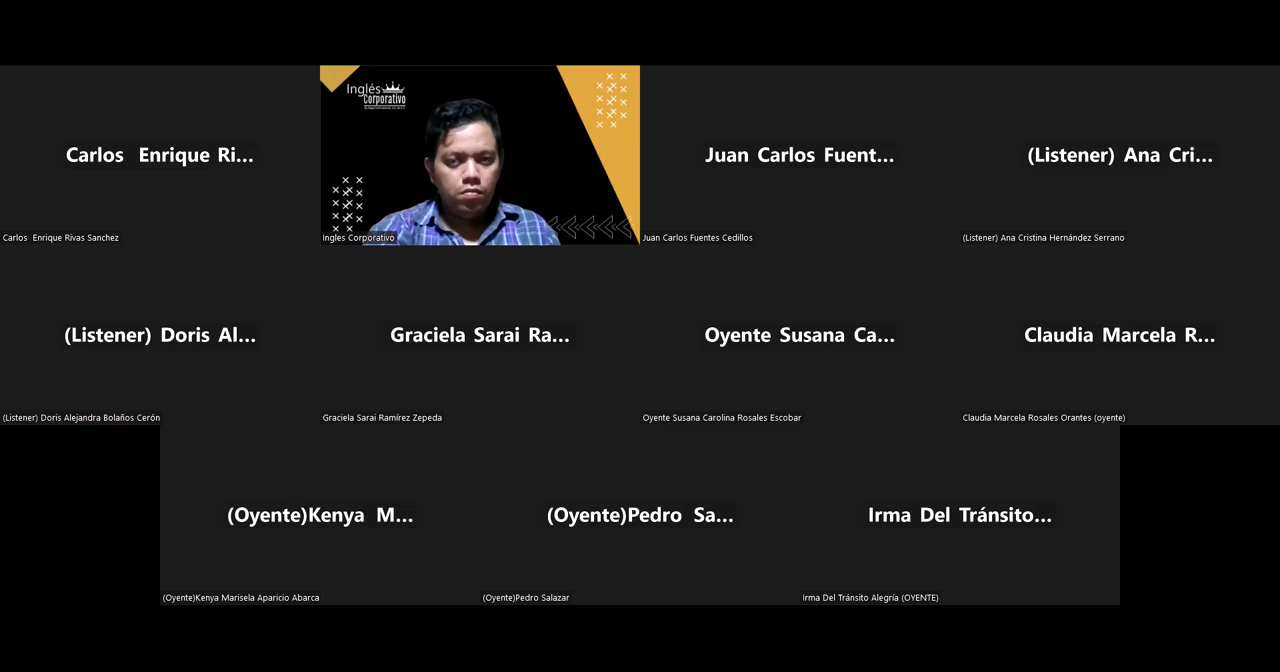 Carlos Enrique Ri...
Carlos Enrique Rivas Sanchez
Inglés
Corporativo
Ingles Corporativo
Juan Carlos Fuent...
Juan Carlos Fuentes Cedillos
(Listener) Ana Cri...
(Listener) Ana Cristina Hernández Serrano
(Listener) Doris Al...
(Listener) Doris Alejandra Bolaños Cerón
Graciela Sarai Ra...
Graciela Sarai Ramírez Zepeda
Oyente Susana Ca...
Oyente Susana Carolina Rosales Escobar
Claudia Marcela R...
Claudia Marcela Rosales Orantes (oyente)
(Oyente)Kenya M...
(Oyente)Kenya Marisela Aparicio Abarca
(Oyente)Pedro Sa...
(Oyente)Pedro Salazar
Irma Del Tránsito...
Irma Del Tránsito Alegría (OYENTE)